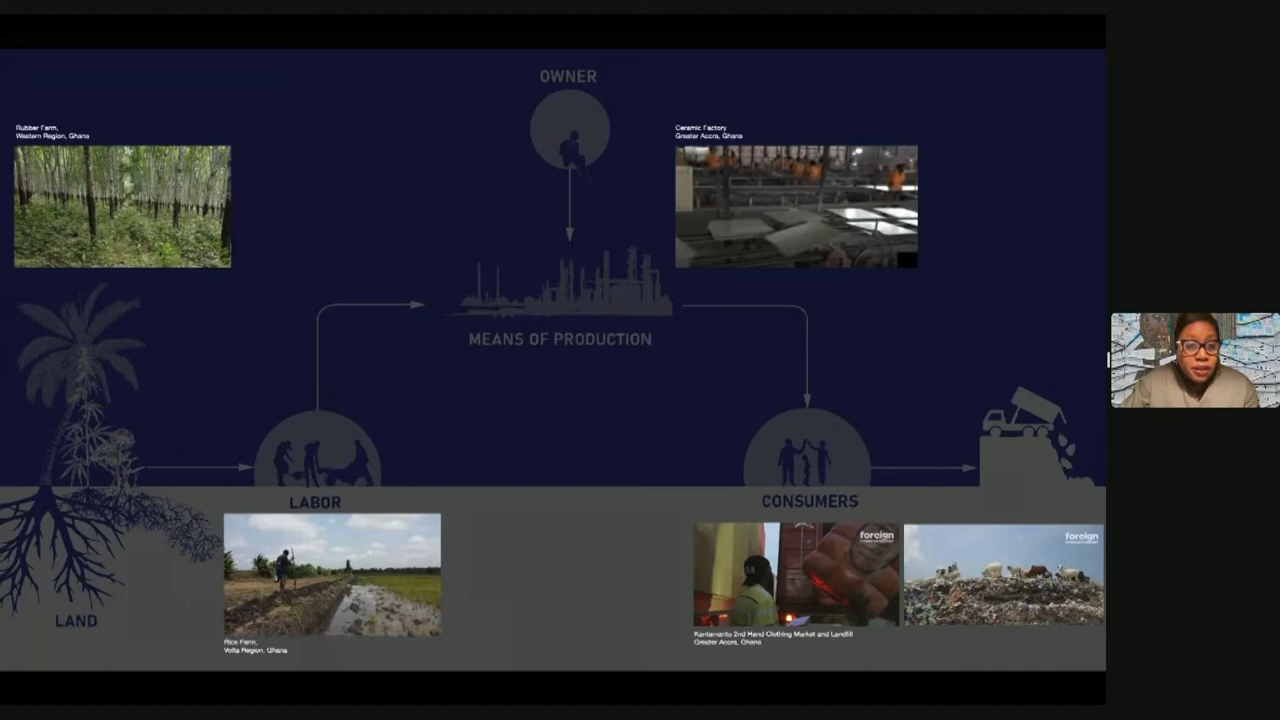 OWNER
Rubber Farm,
Western Region, Ghana
Ceramic Factory
Greater Accra, Ghana
MEANS OF PRODUCTION
LABOR
CONSUMERS
foreign
foreign
LAND
Rice Farm,
Volta Region, Ghana
Kantamanto 2nd Hand Clothing Market and Landfill
Greater Accra, Ghana